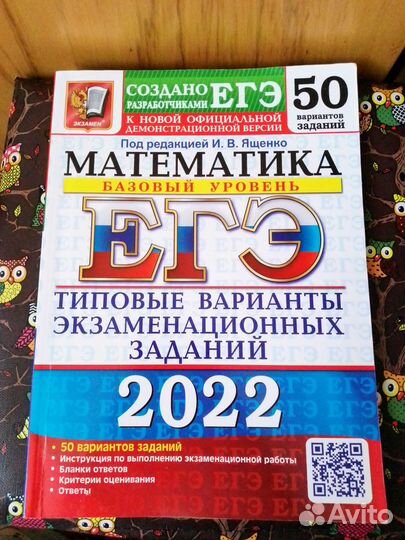 СОЗДАНО
РАЗРАБОТЧИКАМИ ЕГЭ
К НОВОЙ ОФИЦИАЛЬНОЙ
ДЕМОНСТРАЦИОННОЙ ВЕРСИИ
50
вариантов
заданий
ЭКЗАМЕН
Под редакцией И. В. Ященко
МАТЕМАТИКА
БАЗОВЫЙ УРОВЕНЬ
ЕГЭ
ТИПОВЫЕ ВАРИАНТЫ
ЭКЗАМЕНАЦИОННЫХ
ЗАДАНИЙ
2022
• 50 вариантов заданий
• Инструкция по выполнению экзаменационной работы
• Бланки ответов
• Критерии оценивания
• Ответы
Avito